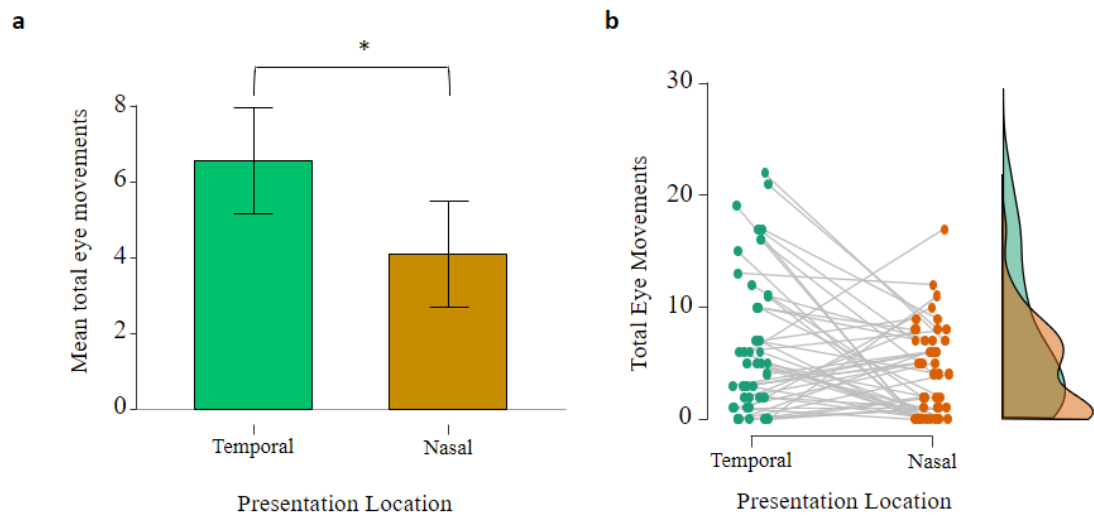 a
*
Mean total eye movements
8
6
4
2
0
Temporal
Nasal
Presentation Location
b
Total Eye Movements
30
20
10
0
Temporal
Nasal
Presentation Location